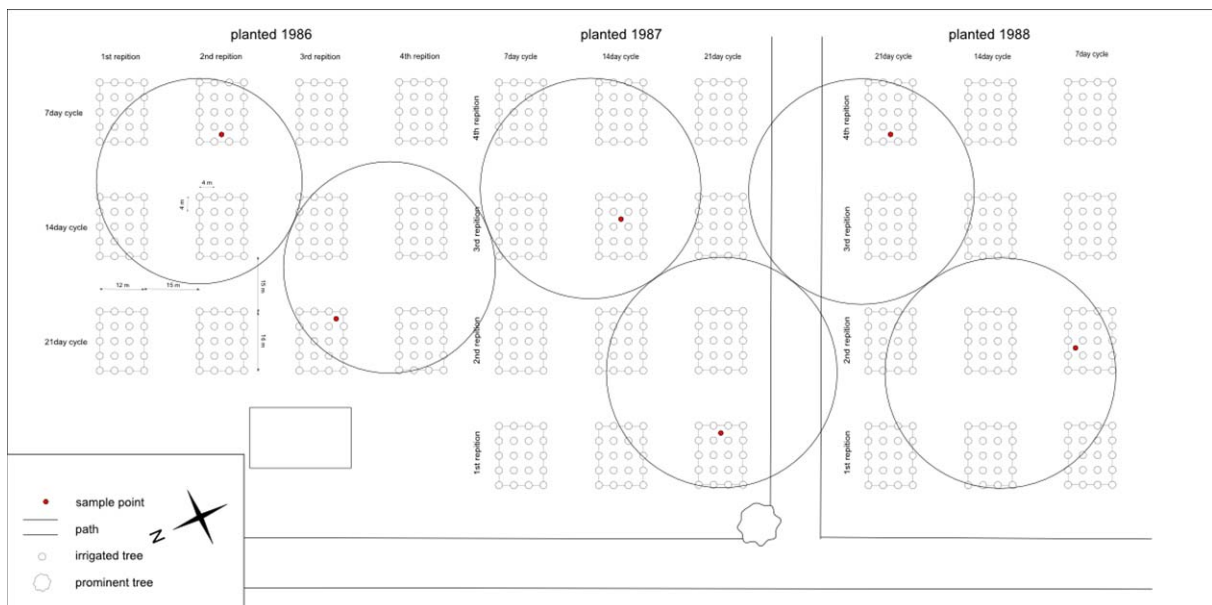 planted 1986
planted 1987
planted 1988
1st repition
2nd repition
3rd repition
4th repition
7day cycle
14day cycle
21day cycle
21day cycle
14day cycle
7day cycle
7day cycle
4th repition
4th repition
4 m
4 m
14day cycle
3rd repition
3rd repition
12 m
15 m
15 m
21day cycle
16 m
2nd repition
2nd repition
1st repition
1st repition
sample point
N
path
irrigated tree
prominent tree